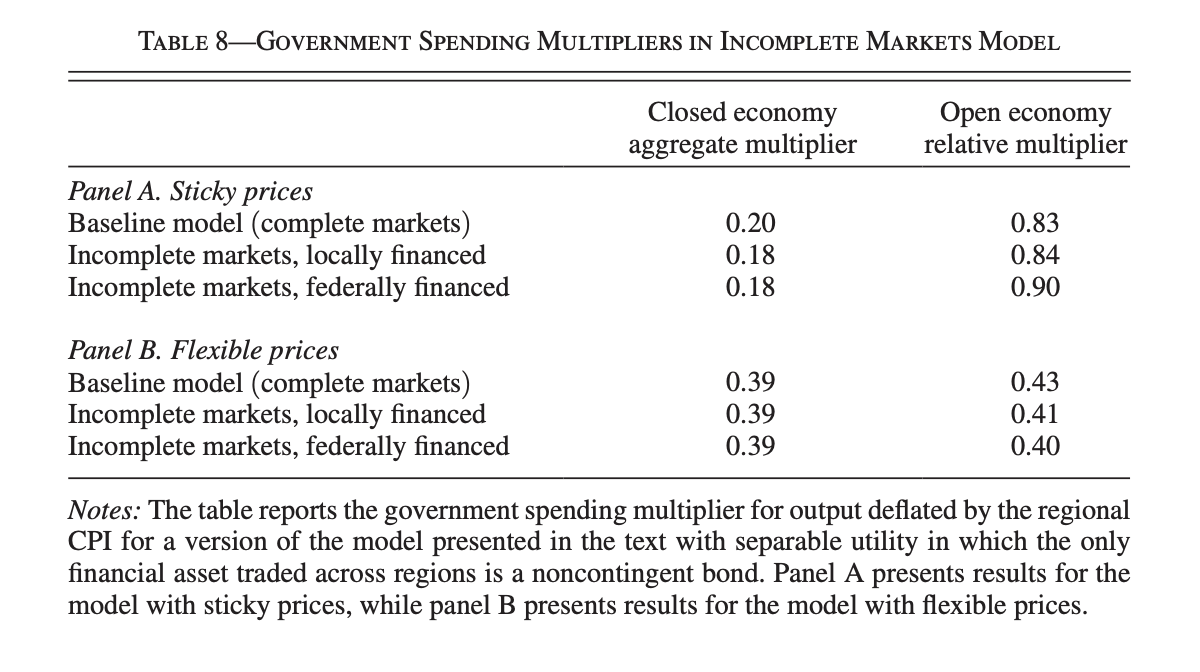 TABLE 8—GOVERNMENT SPENDING MULTIPLIERS IN INCOMPLETE MARKETS MODEL
Closed economy aggregate multiplier Open economy relative multiplier
Panel A. Sticky prices
Baseline model (complete markets) 0.20 0.83
Incomplete markets, locally financed 0.18 0.84
Incomplete markets, federally financed 0.18 0.90
Panel B. Flexible prices
Baseline model (complete markets) 0.39 0.43
Incomplete markets, locally financed 0.39 0.41
Incomplete markets, federally financed 0.39 0.40
Notes: The table reports the government spending multiplier for output deflated by the regional
CPI for a version of the model presented in the text with separable utility in which the only
financial asset traded across regions is a noncontingent bond. Panel A presents results for the
model with sticky prices, while panel B presents results for the model with flexible prices.